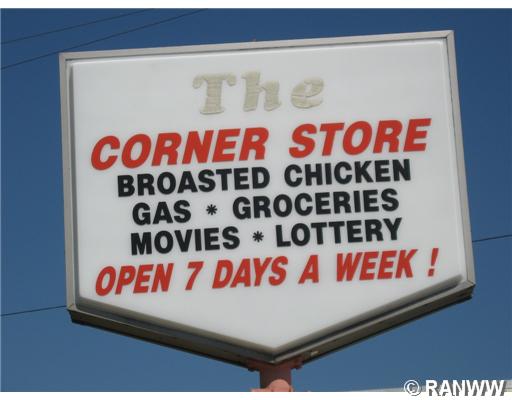 The
CORNER STORE
BROASTED CHICKEN
GAS * GROCERIES
MOVIES * LOTTERY
OPEN 7 DAYS A WEEK !
© RANWW